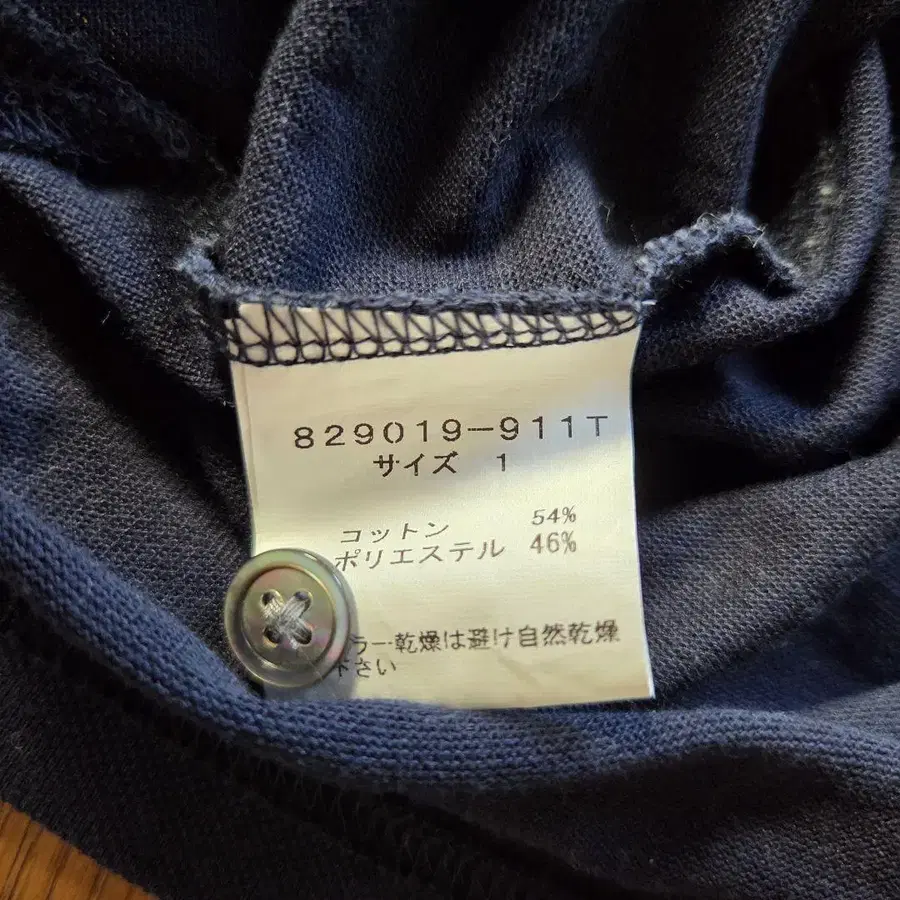 829019-911T
サイズ 1
コットン 54%
ポリエステル 46%
ラー乾燥は避け自然乾燥
下さい